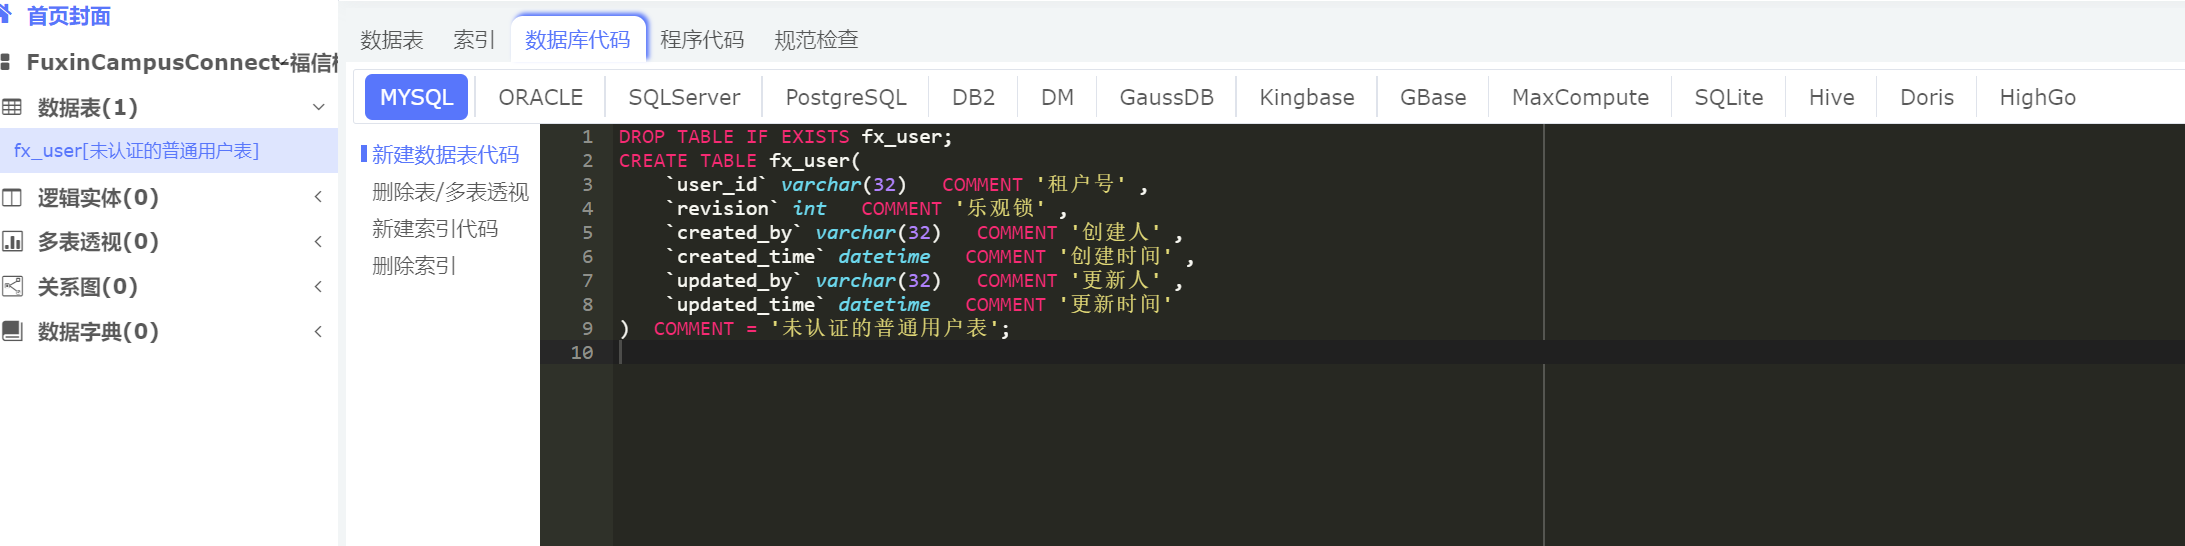 首页封面
FuxinCampusConnect-福信
数据表(1)
fx_user[未认证的普通用户表]
逻辑实体(0)
多表透视(0)
关系图(0)
数据字典(0)
数据表 索引 数据库代码 程序代码 规范检查
MYSQL ORACLE SQLServer PostgreSQL DB2 DM GaussDB Kingbase GBase MaxCompute SQLite Hive Doris HighGo
新建数据表代码
删除表/多表透视
新建索引代码
删除索引
1 DROP TABLE IF EXISTS fx_user;
2 CREATE TABLE fx_user(
3 `user_id` varchar(32) COMMENT '租户号' ,
4 `revision` int COMMENT '乐观锁' ,
5 `created_by` varchar(32) COMMENT '创建人' ,
6 `created_time` datetime COMMENT '创建时间' ,
7 `updated_by` varchar(32) COMMENT '更新人' ,
8 `updated_time` datetime COMMENT '更新时间'
9 ) COMMENT = '未认证的普通用户表';
10